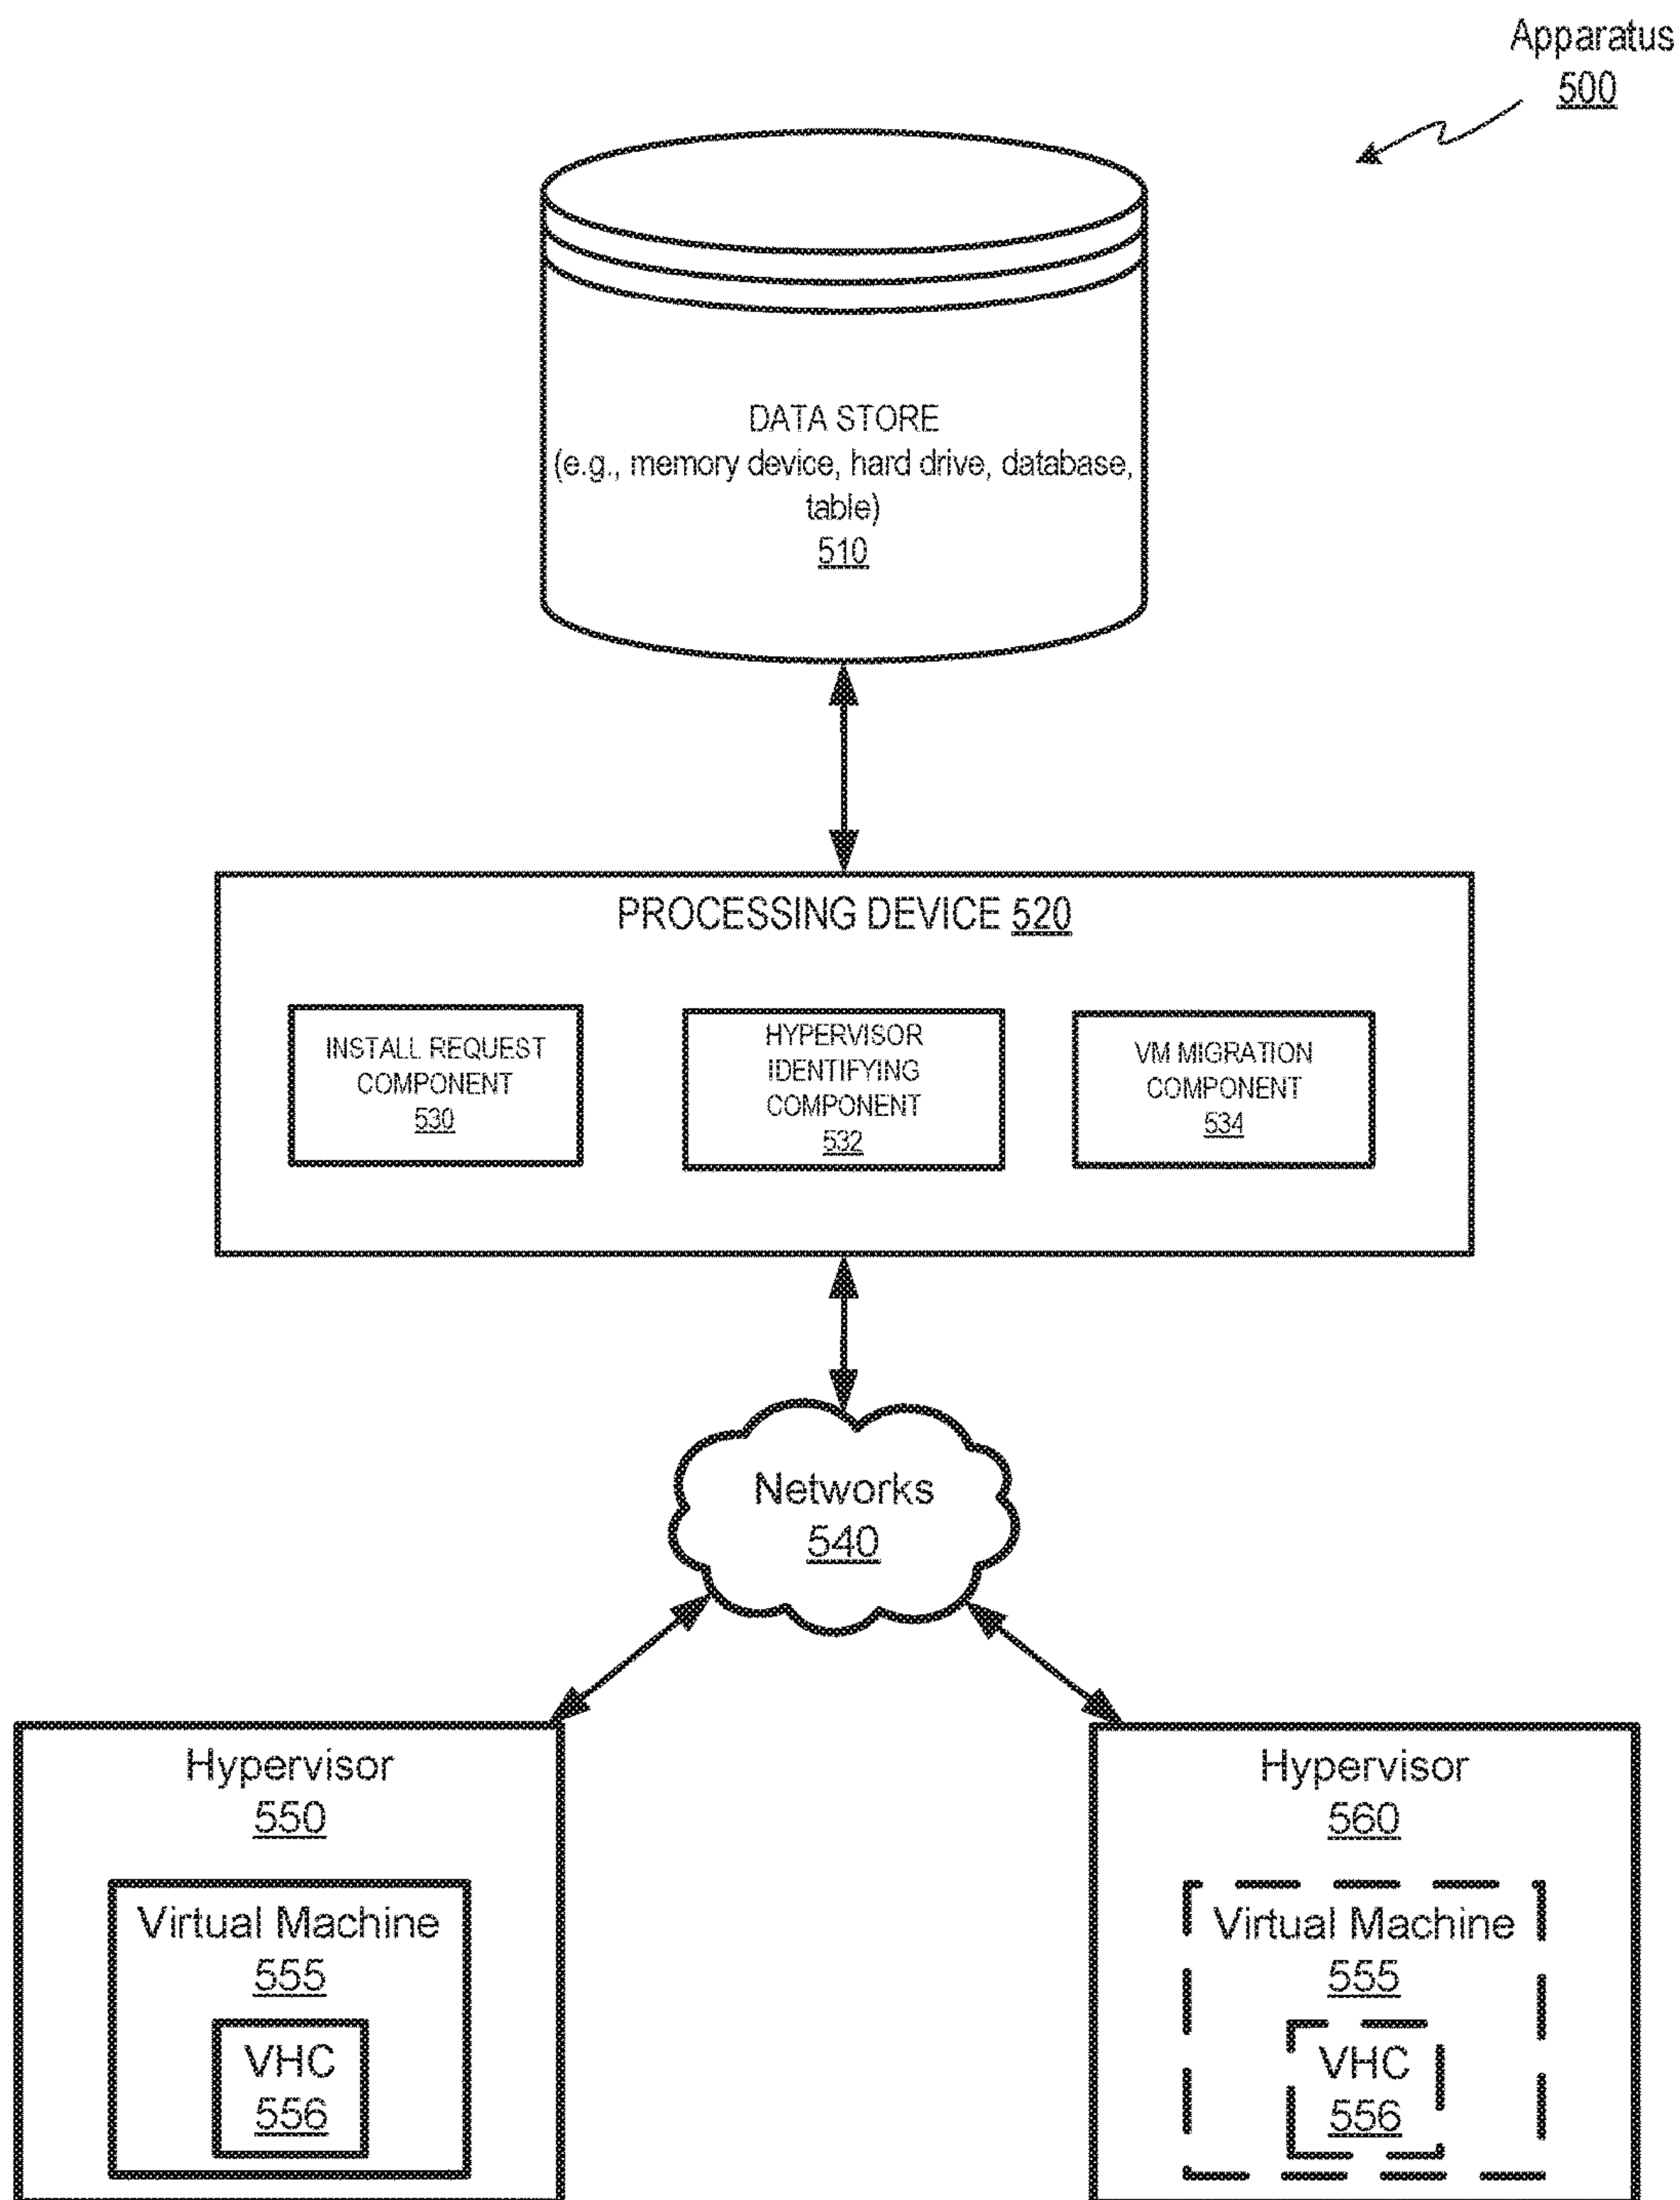 Apparatus
500
DATA STORE
(e.g., memory device, hard drive, database,
table)
510
PROCESSING DEVICE 520
INSTALL REQUEST
COMPONENT
530
HYPERVISOR
IDENTIFYING
COMPONENT
532
VM MIGRATION
COMPONENT
534
Networks
540
Hypervisor
550
Virtual Machine
555
VHC
556
Hypervisor
560
Virtual Machine
555
VHC
556